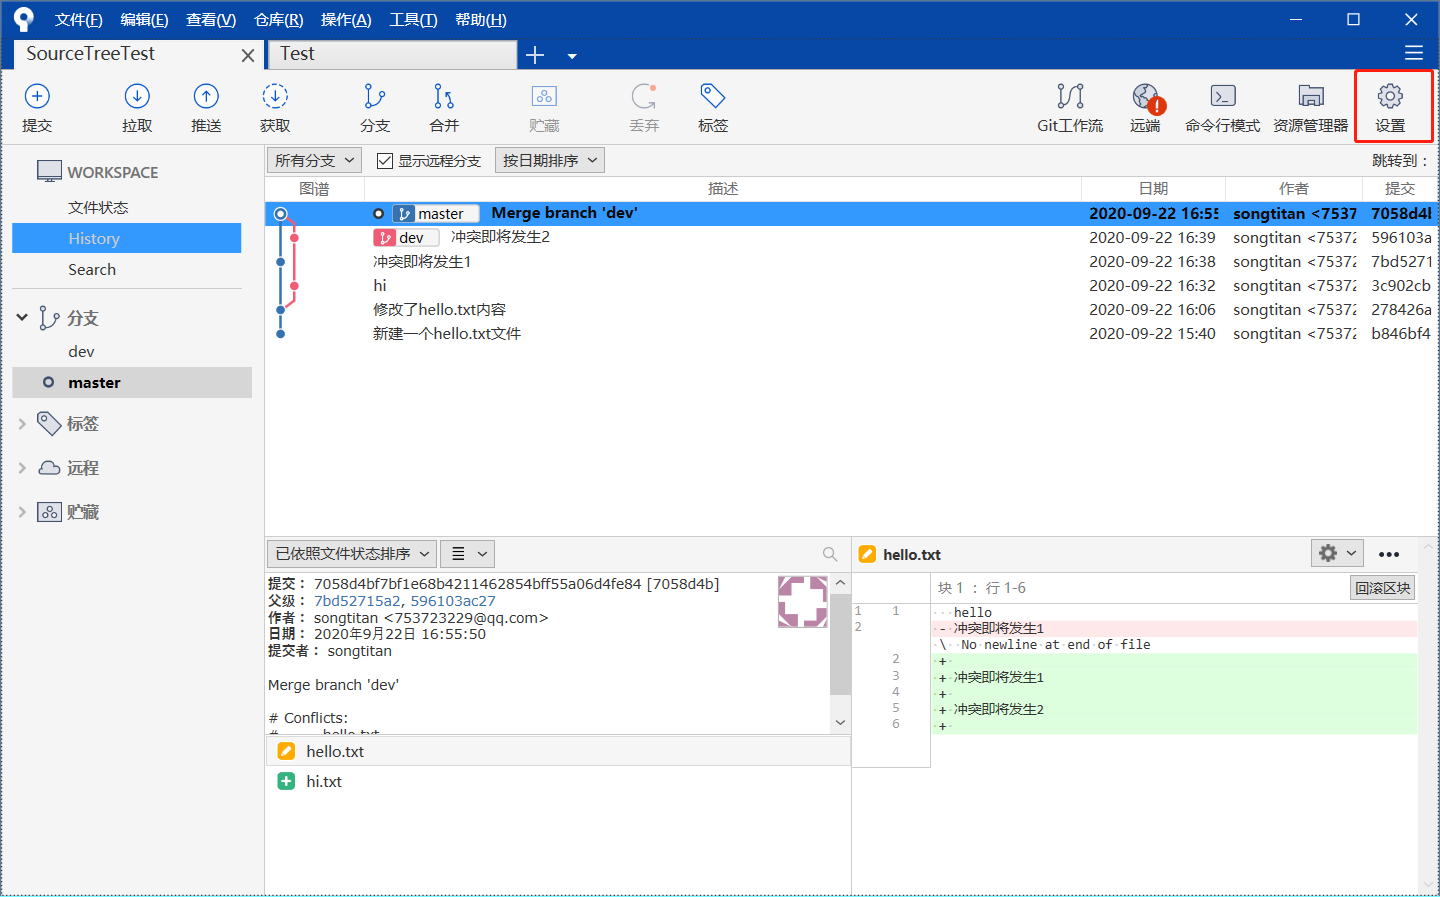 文件(F) 编辑(E) 查看(V) 仓库(R) 操作(A) 工具(T) 帮助(H)
SourceTreeTest Test
提交 拉取 推送 获取 分支 合并 贮藏 丢弃 标签 Git工作流 远端 命令行模式 资源管理器 设置
WORKSPACE
文件状态
History
Search
分支
dev
master
标签
远程
贮藏
所有分支 显示远程分支 按日期排序 跳转到：
图谱 描述 日期 作者 提交
master Merge branch 'dev' 2020-09-22 16:55 songtitan <7537 7058d4b
dev 冲突即将发生2 2020-09-22 16:39 songtitan <75372 596103a
冲突即将发生1 2020-09-22 16:38 songtitan <75372 7bd5271
hi 2020-09-22 16:32 songtitan <75372 3c902cb
修改了hello.txt内容 2020-09-22 16:06 songtitan <75372 278426a
新建一个hello.txt文件 2020-09-22 15:40 songtitan <75372 b846bf4
已依照文件状态排序
提交： 7058d4bf7bf1e68b4211462854bff55a06d4fe84 [7058d4b]
父级： 7bd52715a2, 596103ac27
作者： songtitan <753723229@qq.com>
日期： 2020年9月22日 16:55:50
提交者： songtitan
Merge branch 'dev'
# Conflicts:
# hello.txt
hello.txt
hi.txt
hello.txt
块 1 ： 行 1-6 回滚区块
1 1 hello
2 - 冲突即将发生1
\ No newline at end of file
2 +
3 + 冲突即将发生1
4 +
5 + 冲突即将发生2
6 +